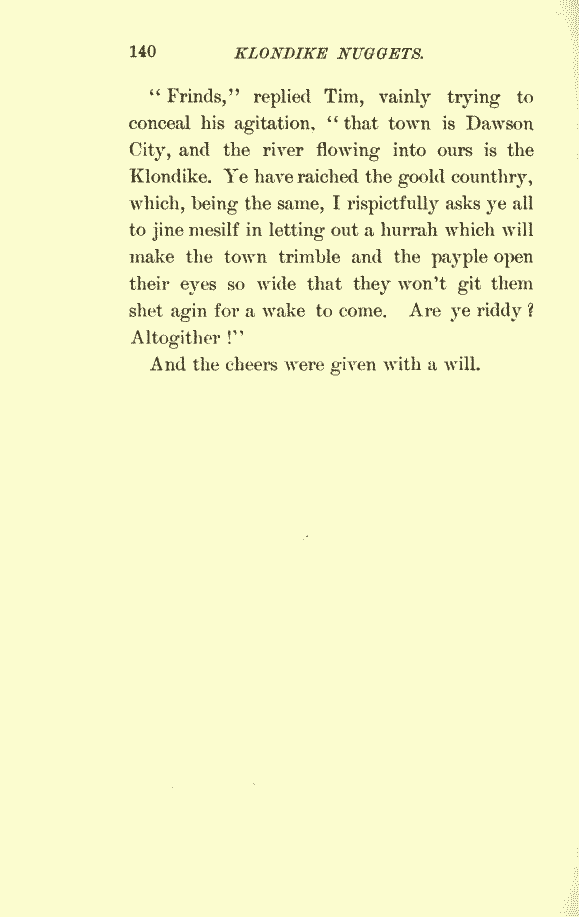 140 KLONDIKE NUGGETS.
“ Frinds,” replied Tim, vainly trying to
conceal his agitation, “ that town is Dawson
City, and the river flowing into ours is the
Klondike. Ye have raiched the goold counthry,
which, being the same, I rispictfully asks ye all
to jine mesilf in letting out a hurrah which will
make the town trimble and the payple open
their eyes so wide that they won’t git them
shet agin for a wake to come. Are ye riddy ?
Altogither !”
And the cheers were given with a will.